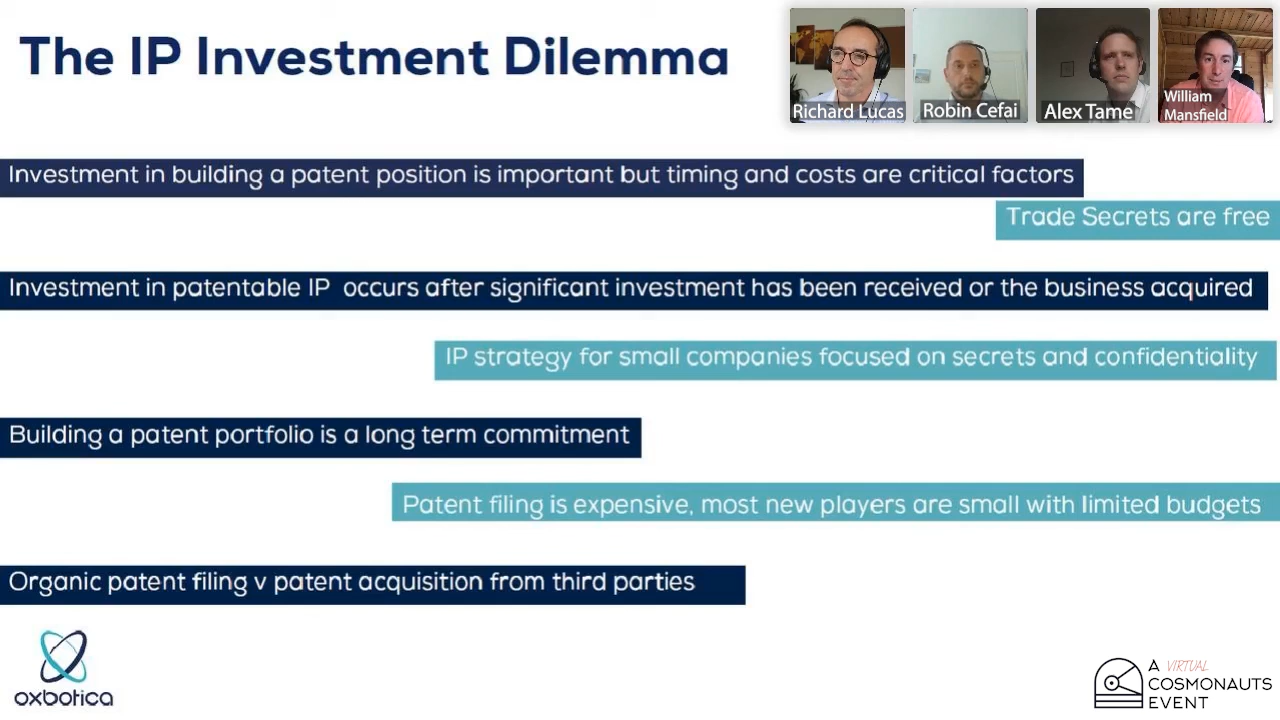 The IP Investment Dilemma
Richard Lucas
Robin Cefai
Alex Tame
William
Mansfield
Investment in building a patent position is important but timing and costs are critical factors
Trade Secrets are free
Investment in patentable IP occurs after significant investment has been received or the business acquired
IP strategy for small companies focused on secrets and confidentiality
Building a patent portfolio is a long term commitment
Patent filing is expensive, most new players are small with limited budgets
Organic patent filing v patent acquisition from third parties
oxbotica
A VIRTUAL
COSMONAUTS
EVENT